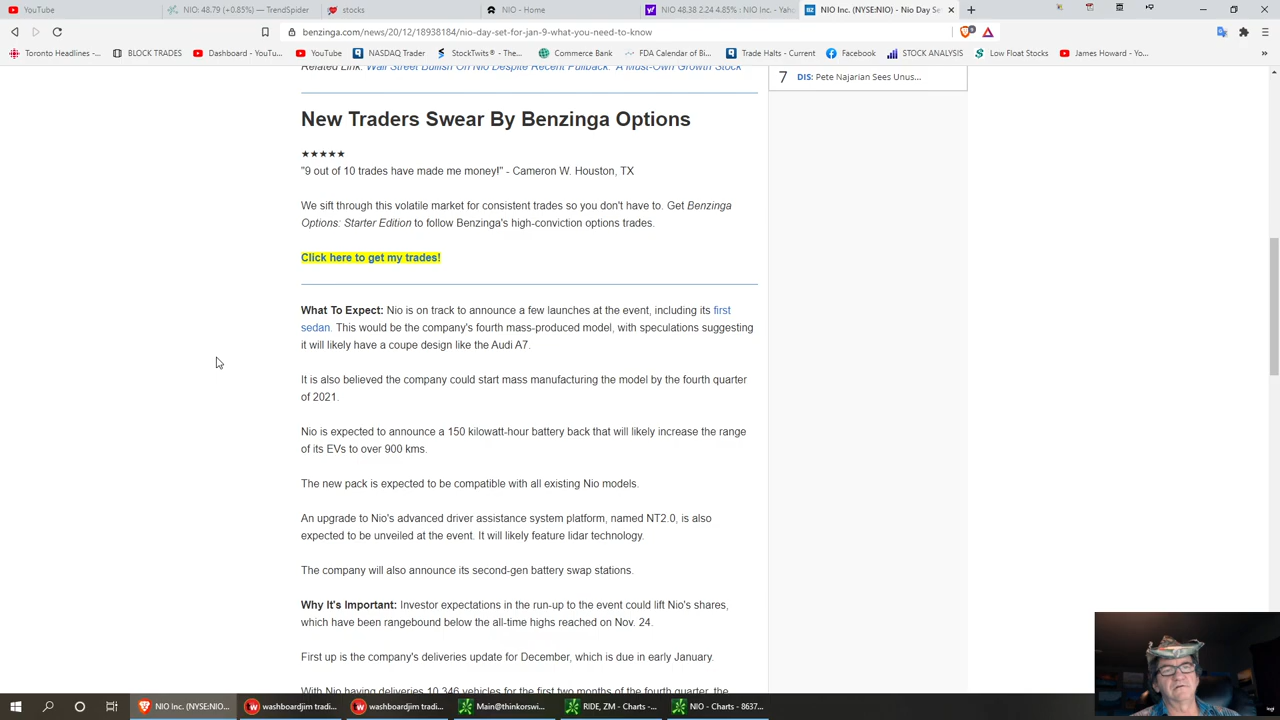 YouTube
NIO: 48.79 (+0.85%) — TrendSpider
stocks
NIO - Home
NIO 48.38 2.24 4.85% : NIO Inc. - Yah
NIO Inc. (NYSE:NIO) - Nio Day Se
benzinga.com/news/20/12/18938184/nio-day-set-for-jan-9-what-you-need-to-know
Toronto Headlines -...
BLOCK TRADES
Dashboard - YouTu...
YouTube
NASDAQ Trader
StockTwits® - The...
Commerce Bank
FDA Calendar of Bi...
Trade Halts - Current
Facebook
STOCK ANALYSIS
Low Float Stocks
James Howard - Yo...
Related Link: Wall Street Bullish On Nio Despite Recent Pullback: 'A Must-Own Growth Stock'
7 DIS: Pete Najarian Sees Unus...
New Traders Swear By Benzinga Options
★★★★★
"9 out of 10 trades have made me money!" - Cameron W. Houston, TX
We sift through this volatile market for consistent trades so you don't have to. Get Benzinga
Options: Starter Edition to follow Benzinga's high-conviction options trades.
Click here to get my trades!
What To Expect: Nio is on track to announce a few launches at the event, including its first
sedan. This would be the company's fourth mass-produced model, with speculations suggesting
it will likely have a coupe design like the Audi A7.
It is also believed the company could start mass manufacturing the model by the fourth quarter
of 2021.
Nio is expected to announce a 150 kilowatt-hour battery back that will likely increase the range
of its EVs to over 900 kms.
The new pack is expected to be compatible with all existing Nio models.
An upgrade to Nio's advanced driver assistance system platform, named NT2.0, is also
expected to be unveiled at the event. It will likely feature lidar technology.
The company will also announce its second-gen battery swap stations.
Why It's Important: Investor expectations in the run-up to the event could lift Nio's shares,
which have been rangebound below the all-time highs reached on Nov. 24.
First up is the company's deliveries update for December, which is due in early January.
With Nio having deliveries 10,346 vehicles for the first two months of the fourth quarter, the
NIO Inc. (NYSE:NIO...
washboardjim tradi...
washboardjim tradi...
Main@thinkorswi...
RIDE, ZM - Charts -...
NIO - Charts - 8637...